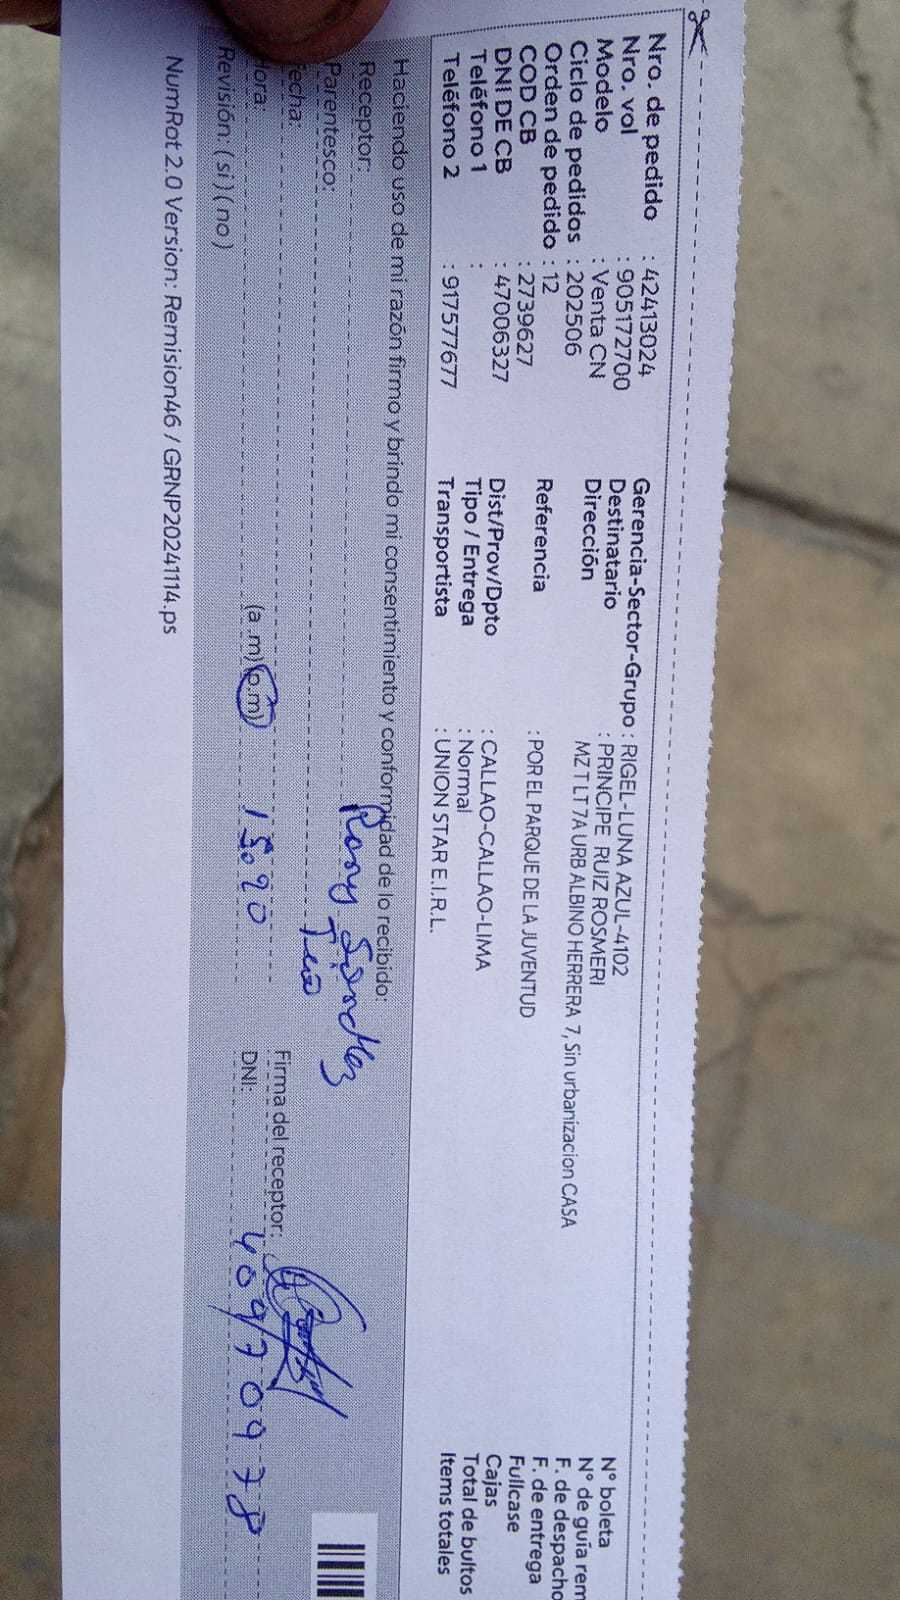 Nro. de pedido : 42413024
Nro. vol : 905172700
Modelo : Venta CN
Ciclo de pedidos : 202506
Orden de pedido : 12
COD CB : 2739627
DNI DE CB : 47006327
Teléfono 1 :
Teléfono 2 : 917577677
Gerencia-Sector-Grupo : RIGEL-LUNA AZUL-4102
Destinatario : PRINCIPE RUIZ ROSMERI
Dirección MZ T LT 7A URB ALBINO HERRERA 7, Sin urbanizacion CASA
Referencia : POR EL PARQUE DE LA JUVENTUD
Dist/Prov/Dpto : CALLAO-CALLAO-LIMA
Tipo / Entrega : Normal
Transportista : UNION STAR E.I.R.L.
N° boleta
N° de guía rem
F. de despacho
F. de entrega
Fullcase
Cajas
Total de bultos
Items totales
Haciendo uso de mi razón firmo y brindo mi consentimiento y conformidad de lo recibido:
Receptor: Rony Sánchez
Parentesco:
Fecha:
Firma del receptor:
Hora (a.m) (p.m)
DNI:
Revisión: (si) (no)
NumRot 2.0 Version: Remision46 / GRNP20241114.ps